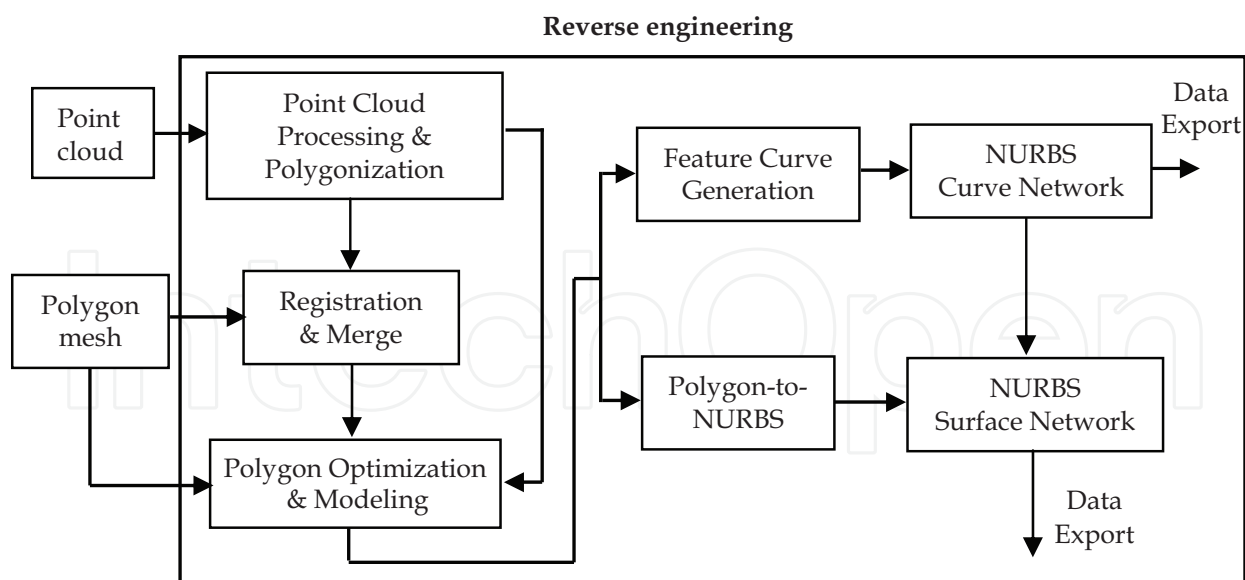 Reverse engineering
Point
cloud
Point Cloud
Processing &
Polygonization
Feature Curve
Generation
NURBS
Curve Network
Data
Export
Polygon
mesh
Registration
& Merge
Polygon-to-
NURBS
NURBS
Surface Network
Polygon Optimization
& Modeling
Data
Export
IntechOpen